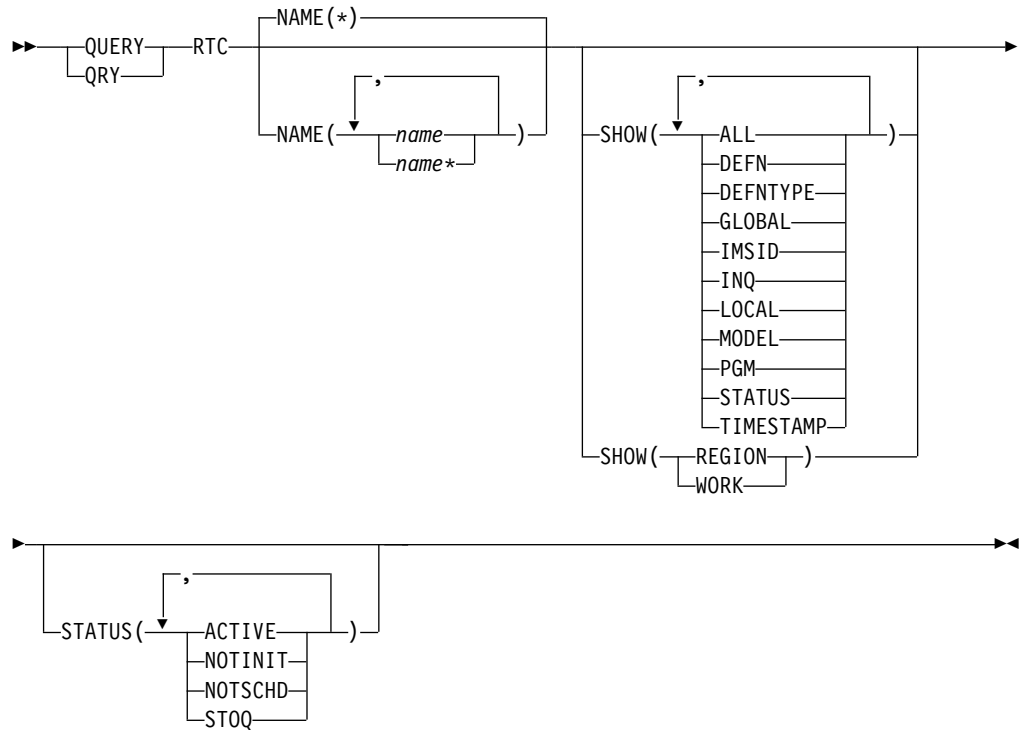 NAME(*)
QUERY RTC
QRY
, ,
NAME( name ) SHOW( ALL )
name* DEFN
DEFNTYPE
GLOBAL
IMSID
INQ
LOCAL
MODEL
PGM
STATUS
TIMESTAMP
SHOW( REGION )
WORK
,
STATUS( ACTIVE )
NOTINIT
NOTSCHD
STOQ